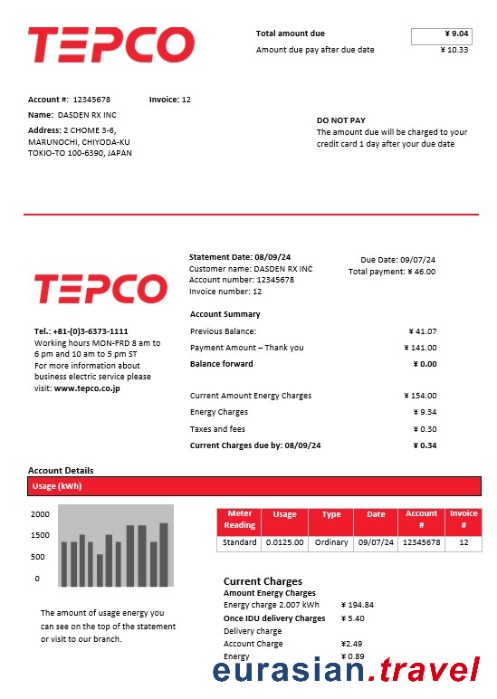 TEPCO
Total amount due ¥ 9.04
Amount due pay after due date ¥ 10.33
Account #: 12345678 Invoice: 12
Name: DASDEN RX INC
Address: 2 CHOME 3-6,
MARUNOCHI, CHIYODA-KU
TOKIO-TO 100-6390, JAPAN
DO NOT PAY
The amount due will be charged to your
credit card 1 day after your due date
TEPCO
Statement Date: 08/09/24
Customer name: DASDEN RX INC
Account number: 12345678
Invoice number: 12
Due Date: 09/07/24
Total payment: ¥ 46.00
Tel.: +81-(0)3-6373-1111
Working hours MON-FRD 8 am to
6 pm and 10 am to 5 pm ST
For more information about
business electric service please
visit: www.tepco.co.jp
Account Summary
Previous Balance: ¥ 41.07
Payment Amount – Thank you ¥ 141.00
Balance forward ¥ 0.00
Current Amount Energy Charges ¥ 154.00
Energy Charges ¥ 9.34
Taxes and fees ¥ 0.30
Current Charges due by: 08/09/24 ¥ 0.34
Account Details
Usage (kWh)
2000
1500
500
0
The amount of usage energy you
can see on the top of the statement
or visit to our branch.
Meter Reading Usage Type Date Account # Invoice #
Standard 0.0125.00 Ordinary 09/07/24 12345678 12
Current Charges
Amount Energy Charges
Energy charge 2.007 kWh ¥ 194.84
Once IDU delivery Charges ¥ 5.40
Delivery charge
Account Charge ¥2.49
Energy ¥ 0.89
eurasian.travel